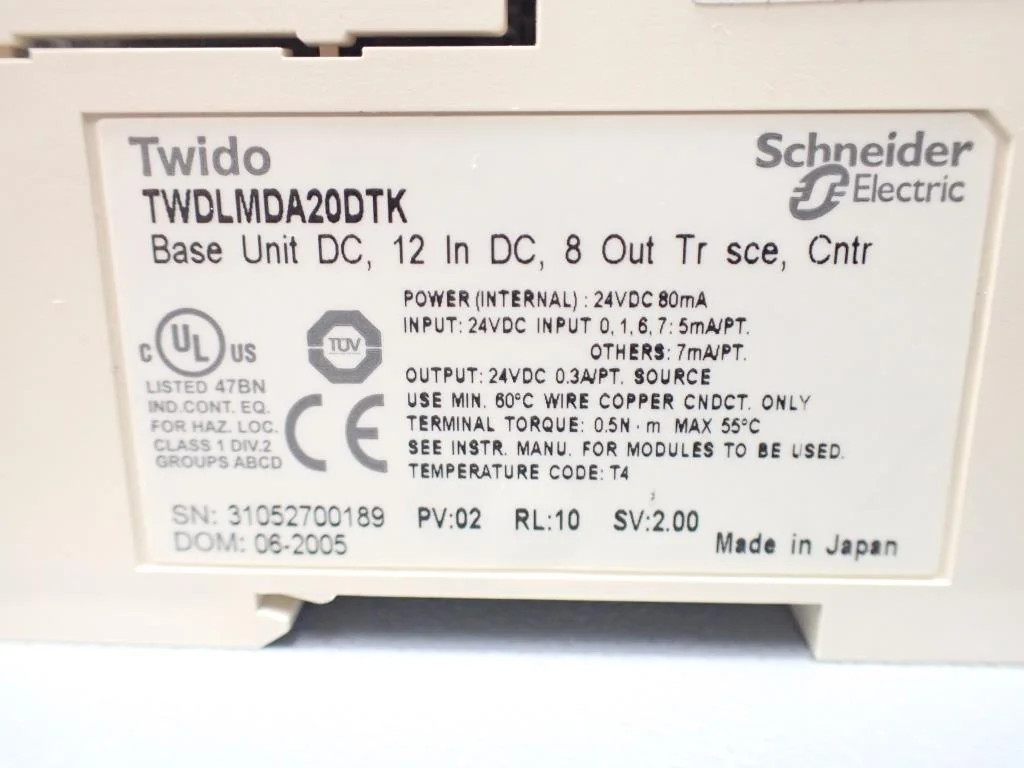 Twido
Schneider
Electric
TWDLMDA20DTK
Base Unit DC, 12 In DC, 8 Out Tr sce, Cntr
POWER (INTERNAL) : 24VDC 80mA
INPUT: 24VDC INPUT 0, 1, 6, 7: 5mA/PT.
OTHERS: 7mA/PT.
OUTPUT: 24VDC 0.3A/PT. SOURCE
USE MIN. 60°C WIRE COPPER CNDCT. ONLY
TERMINAL TORQUE: 0.5N · m MAX 55°C
SEE INSTR. MANU. FOR MODULES TO BE USED.
TEMPERATURE CODE: T4
C UL US
LISTED 47BN
IND.CONT. EQ.
FOR HAZ. LOC.
CLASS 1 DIV.2
GROUPS ABCD
TÜV
CE
SN: 31052700189 PV:02 RL:10 SV:2.00
DOM: 06-2005
Made in Japan